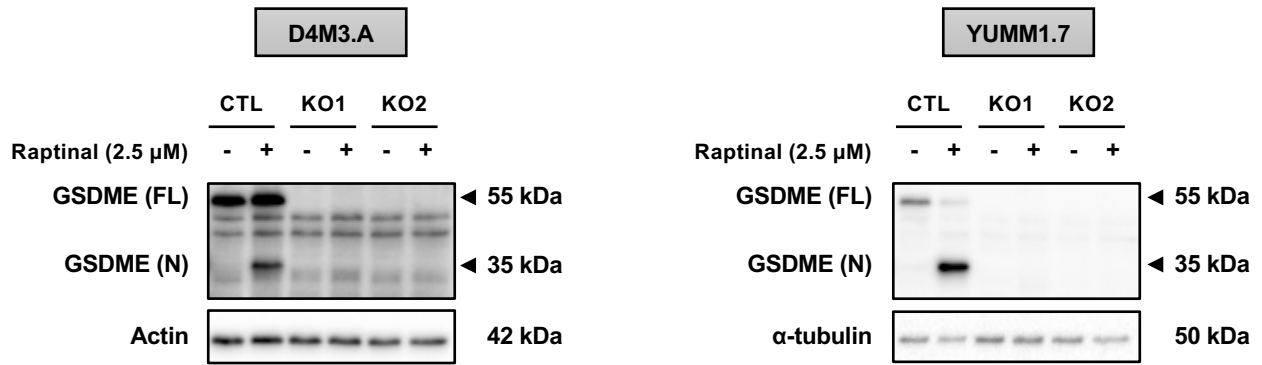 D4M3.A
CTL KO1 KO2
Raptinal (2.5 µM) - + - + - +
GSDME (FL) ◄ 55 kDa
GSDME (N) ◄ 35 kDa
Actin 42 kDa
YUMM1.7
CTL KO1 KO2
Raptinal (2.5 µM) - + - + - +
GSDME (FL) ◄ 55 kDa
GSDME (N) ◄ 35 kDa
α-tubulin 50 kDa